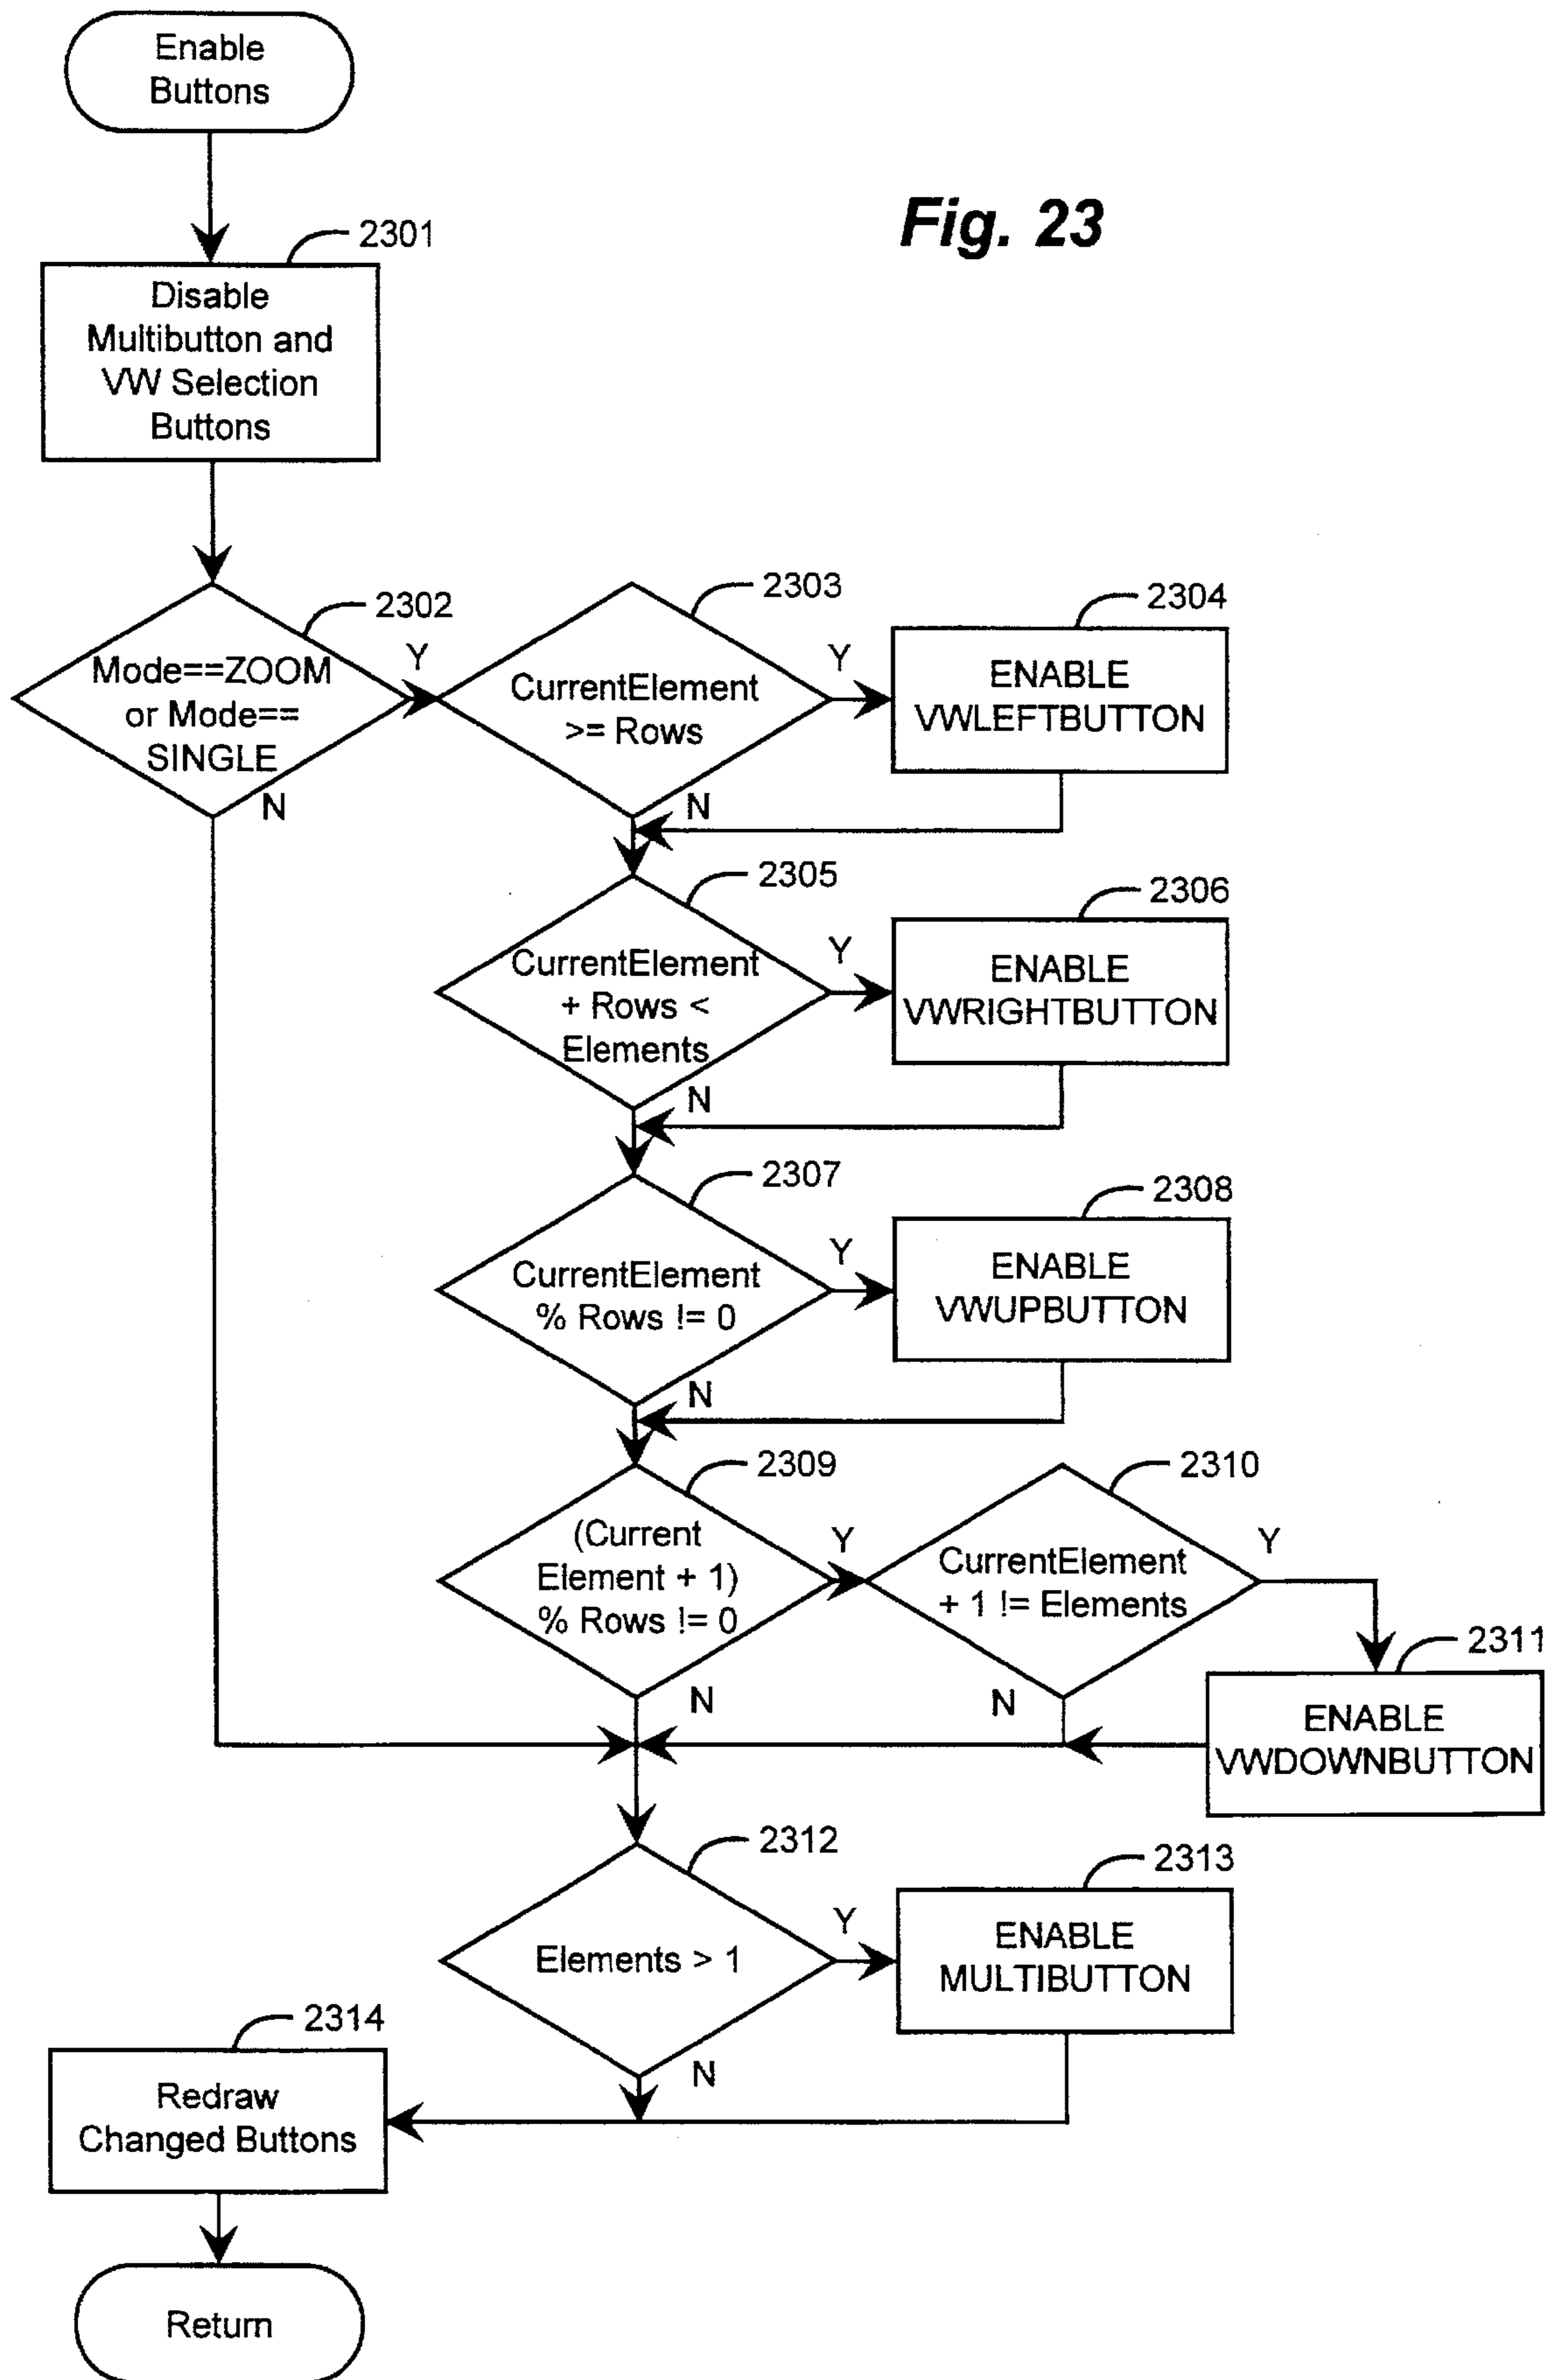 Enable
Buttons
Fig. 23
2301
Disable
Multibutton and
VW Selection
Buttons
2302
Mode==ZOOM
or Mode==
SINGLE
Y
N
2303
CurrentElement
>= Rows
Y
N
2304
ENABLE
VWLEFTBUTTON
2305
CurrentElement
+ Rows <
Elements
Y
N
2306
ENABLE
VWRIGHTBUTTON
2307
CurrentElement
% Rows != 0
Y
N
2308
ENABLE
VWUPBUTTON
2309
(Current
Element + 1)
% Rows != 0
Y
N
2310
CurrentElement
+ 1 != Elements
Y
N
2311
ENABLE
VWDOWNBUTTON
2312
Elements > 1
Y
N
2313
ENABLE
MULTIBUTTON
2314
Redraw
Changed Buttons
Return